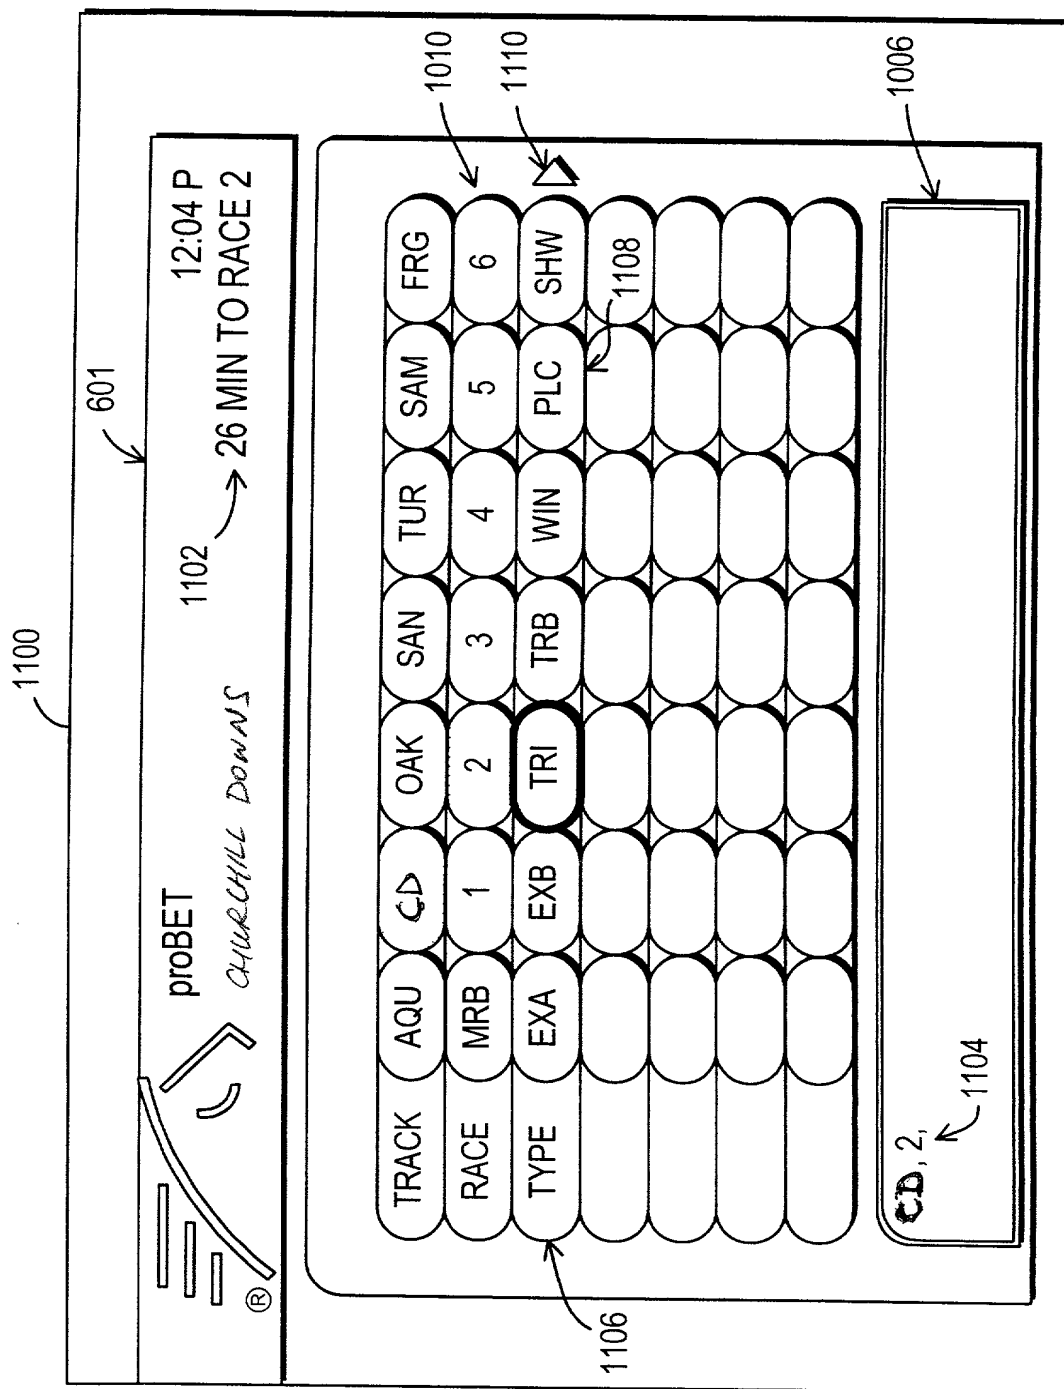 1100
601
proBET 12:04 P
CHURCHILL DOWNS 1102 26 MIN TO RACE 2
®
TRACK AQU CD OAK SAN TUR SAM FRG
RACE MRB 1 2 3 4 5 6 1010
TYPE EXA EXB TRI TRB WIN PLC SHW 1110
1106 1108
CD, 2, 1006
1104